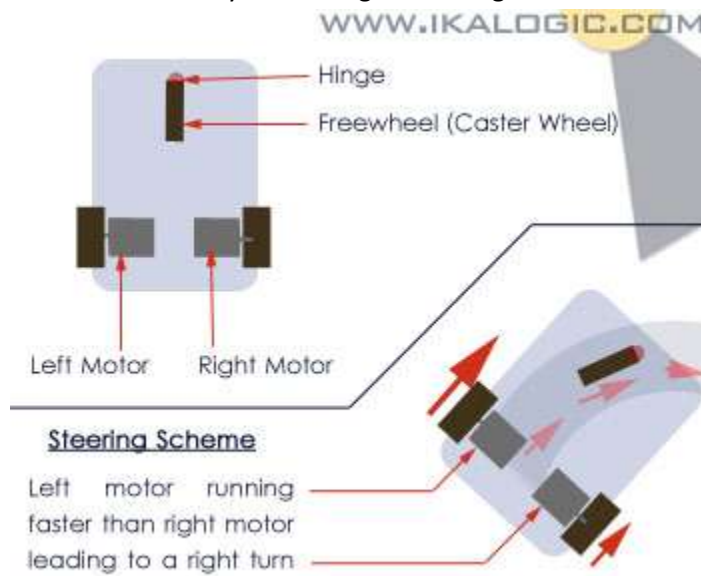 WWW.IKALOGIC.COM
Hinge
Freewheel (Caster Wheel)
Left Motor
Right Motor
Steering Scheme
Left motor running
faster than right motor
leading to a right turn